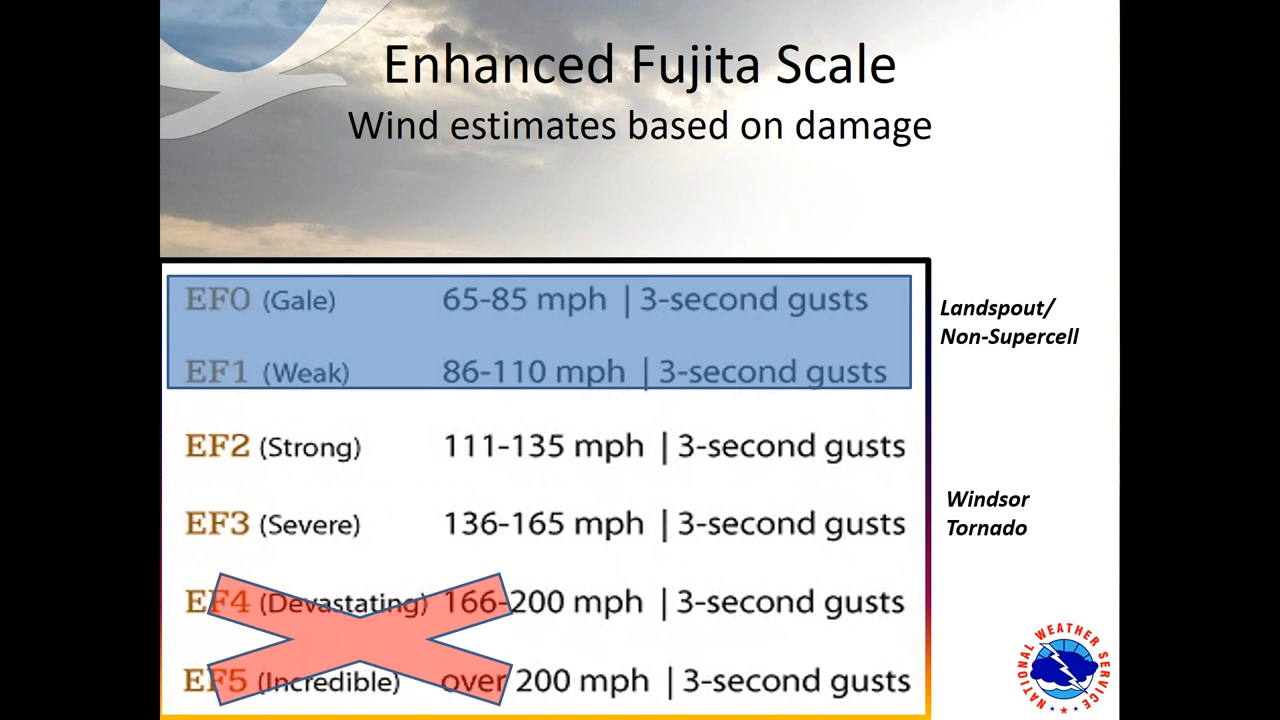 Enhanced Fujita Scale
Wind estimates based on damage
EF0 (Gale) 65-85 mph | 3-second gusts
Landspout/
Non-Supercell
EF1 (Weak) 86-110 mph | 3-second gusts
EF2 (Strong) 111-135 mph | 3-second gusts
EF3 (Severe) 136-165 mph | 3-second gusts
Windsor
Tornado
EF4 (Devastating) 166-200 mph | 3-second gusts
EF5 (Incredible) over 200 mph | 3-second gusts
NATIONAL WEATHER SERVICE